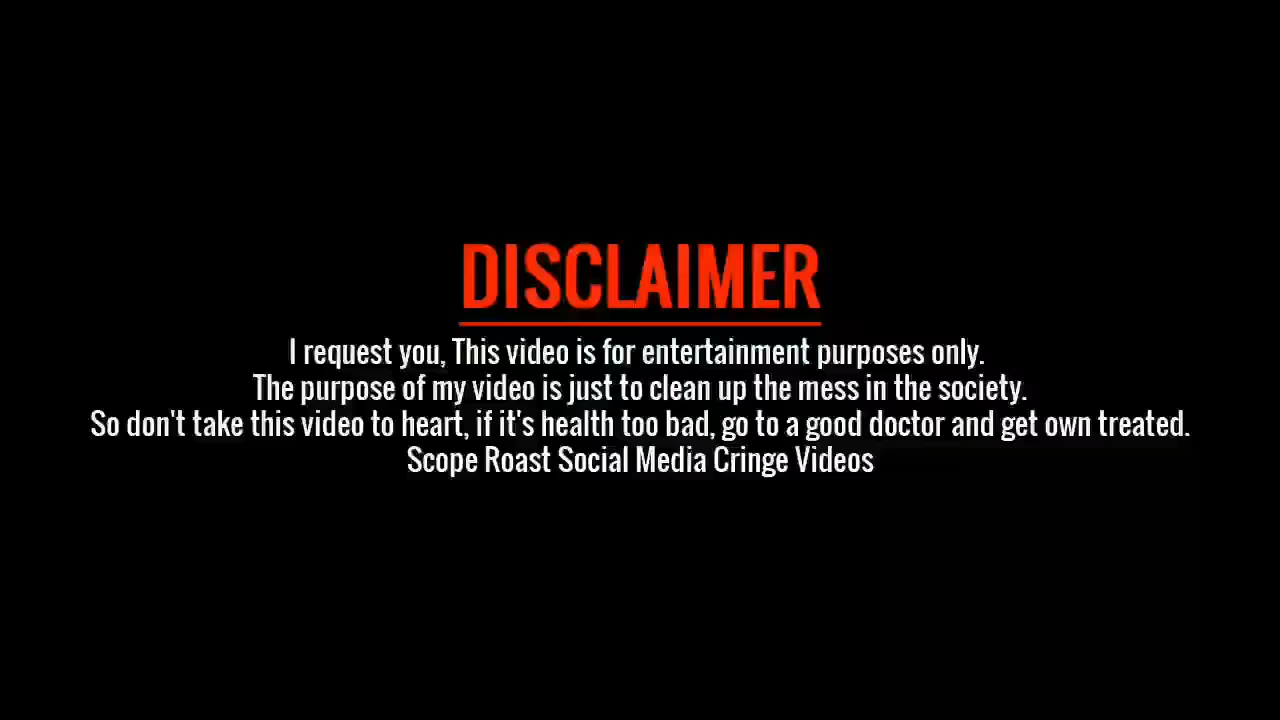 DISCLAIMER
I request you, This video is for entertainment purposes only.
The purpose of my video is just to clean up the mess in the society.
So don't take this video to heart, if it's health too bad, go to a good doctor and get own treated.
Scope Roast Social Media Cringe Videos